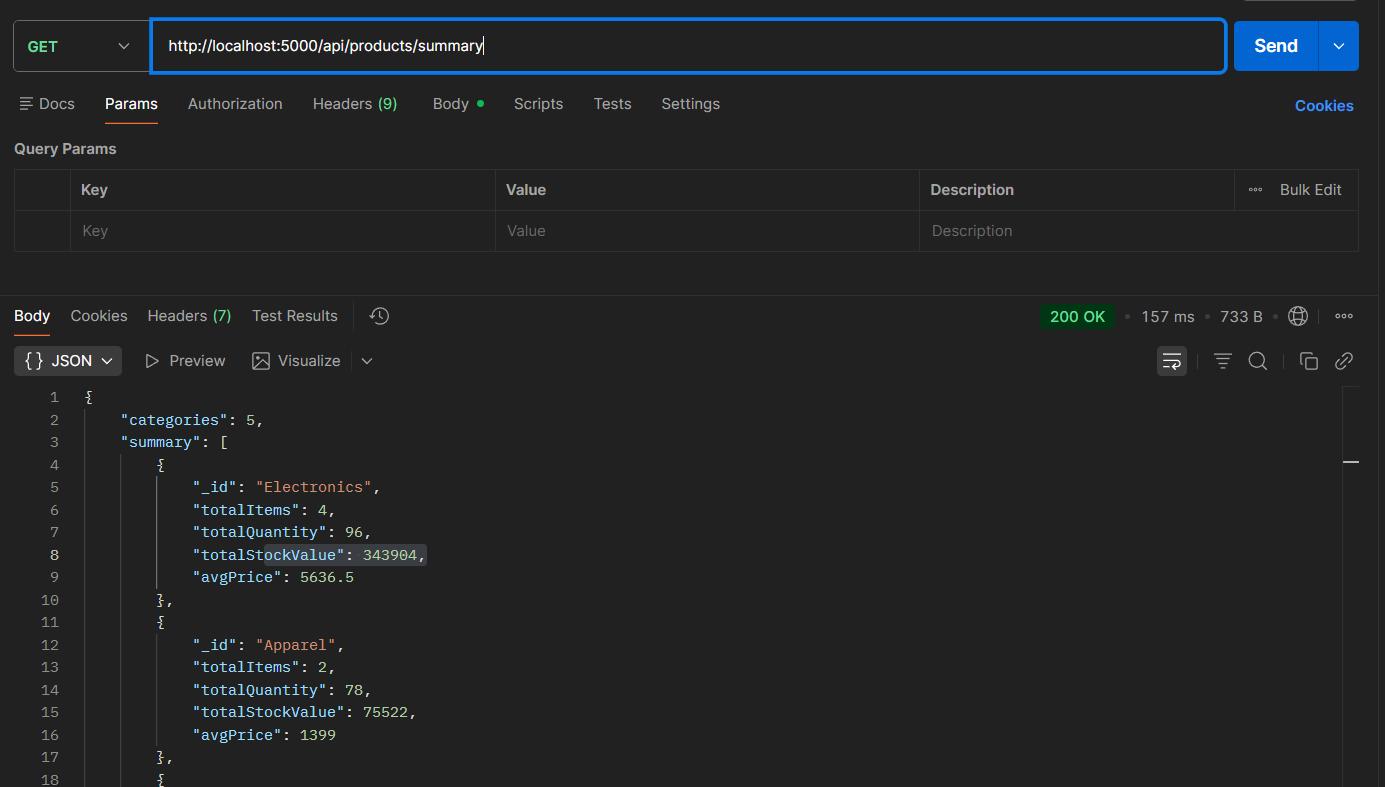 GET http://localhost:5000/api/products/summary Send
Docs Params Authorization Headers (9) Body Scripts Tests Settings Cookies
Query Params
Key Value Description Bulk Edit
Key Value Description
Body Cookies Headers (7) Test Results 200 OK 157 ms 733 B
{} JSON Preview Visualize
1 {
2 "categories": 5,
3 "summary": [
4 {
5 "_id": "Electronics",
6 "totalItems": 4,
7 "totalQuantity": 96,
8 "totalStockValue": 343904,
9 "avgPrice": 5636.5
10 },
11 {
12 "_id": "Apparel",
13 "totalItems": 2,
14 "totalQuantity": 78,
15 "totalStockValue": 75522,
16 "avgPrice": 1399
17 },
18 {